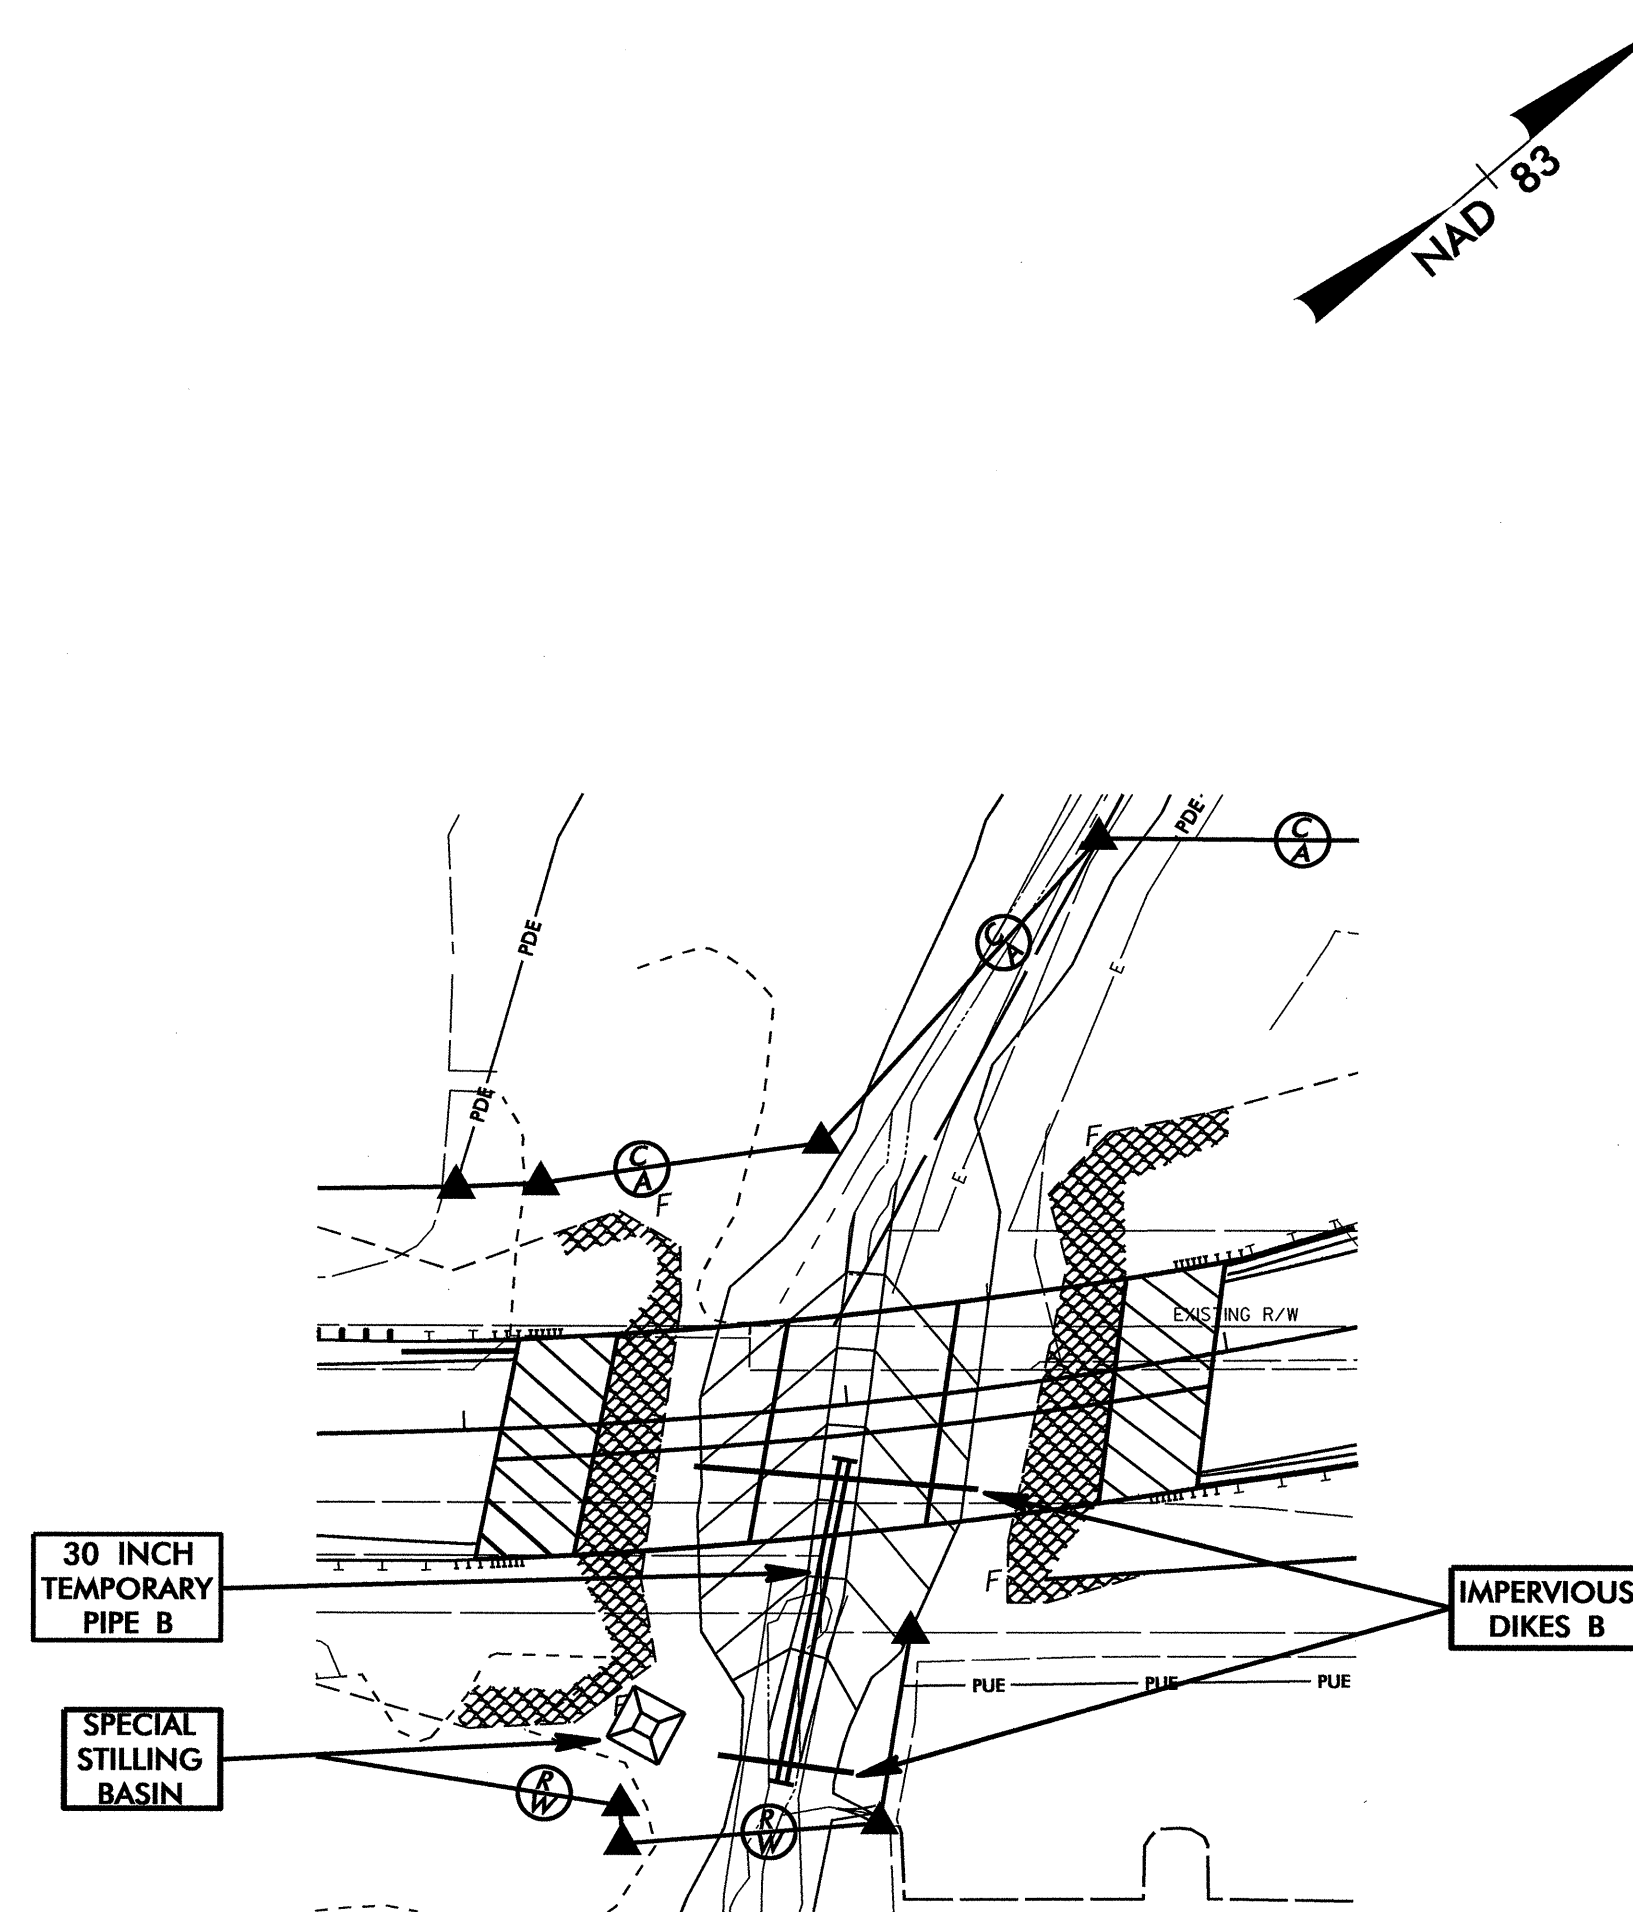 NAD 83
PDE
C
A
PDE
C
A
E
PDE
F
C
A
E
F
EXISTING R/W
30 INCH
TEMPORARY
PIPE B
F
IMPERVIOUS
DIKES B
PUE
PUE
PUE
F
SPECIAL
STILLING
BASIN
R
W
R
W